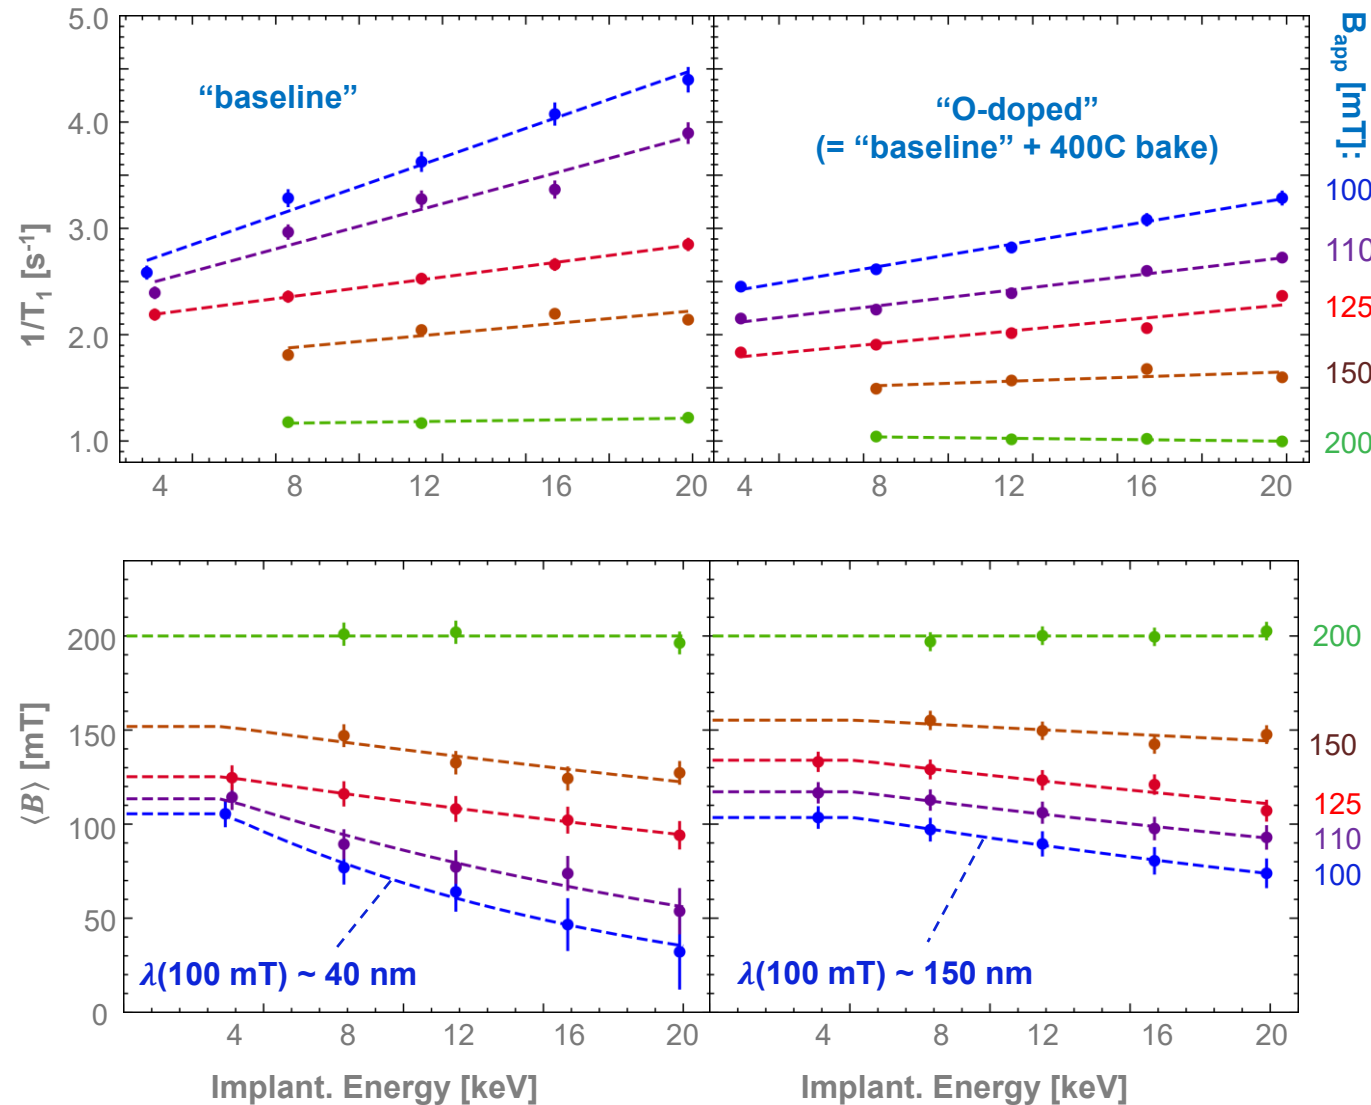 5.0
4.0
3.0
2.0
1.0
1/T₁ [s⁻¹]
"baseline"
"O-doped"
(= "baseline" + 400C bake)
B_app [mT]:
100
110
125
150
200
4 8 12 16 20
4 8 12 16 20
200
150
100
50
0
⟨B⟩ [mT]
λ(100 mT) ~ 40 nm
λ(100 mT) ~ 150 nm
200
150
125
110
100
4 8 12 16 20
4 8 12 16 20
Implant. Energy [keV]
Implant. Energy [keV]